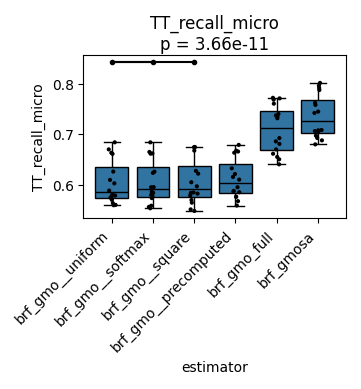 TT_recall_micro
p = 3.66e-11
TT_recall_micro
0.8
0.7
0.6
brf_gmo__uniform
brf_gmo__softmax
brf_gmo__square
brf_gmo__precomputed
brf_gmo_full
brf_gmosa
estimator